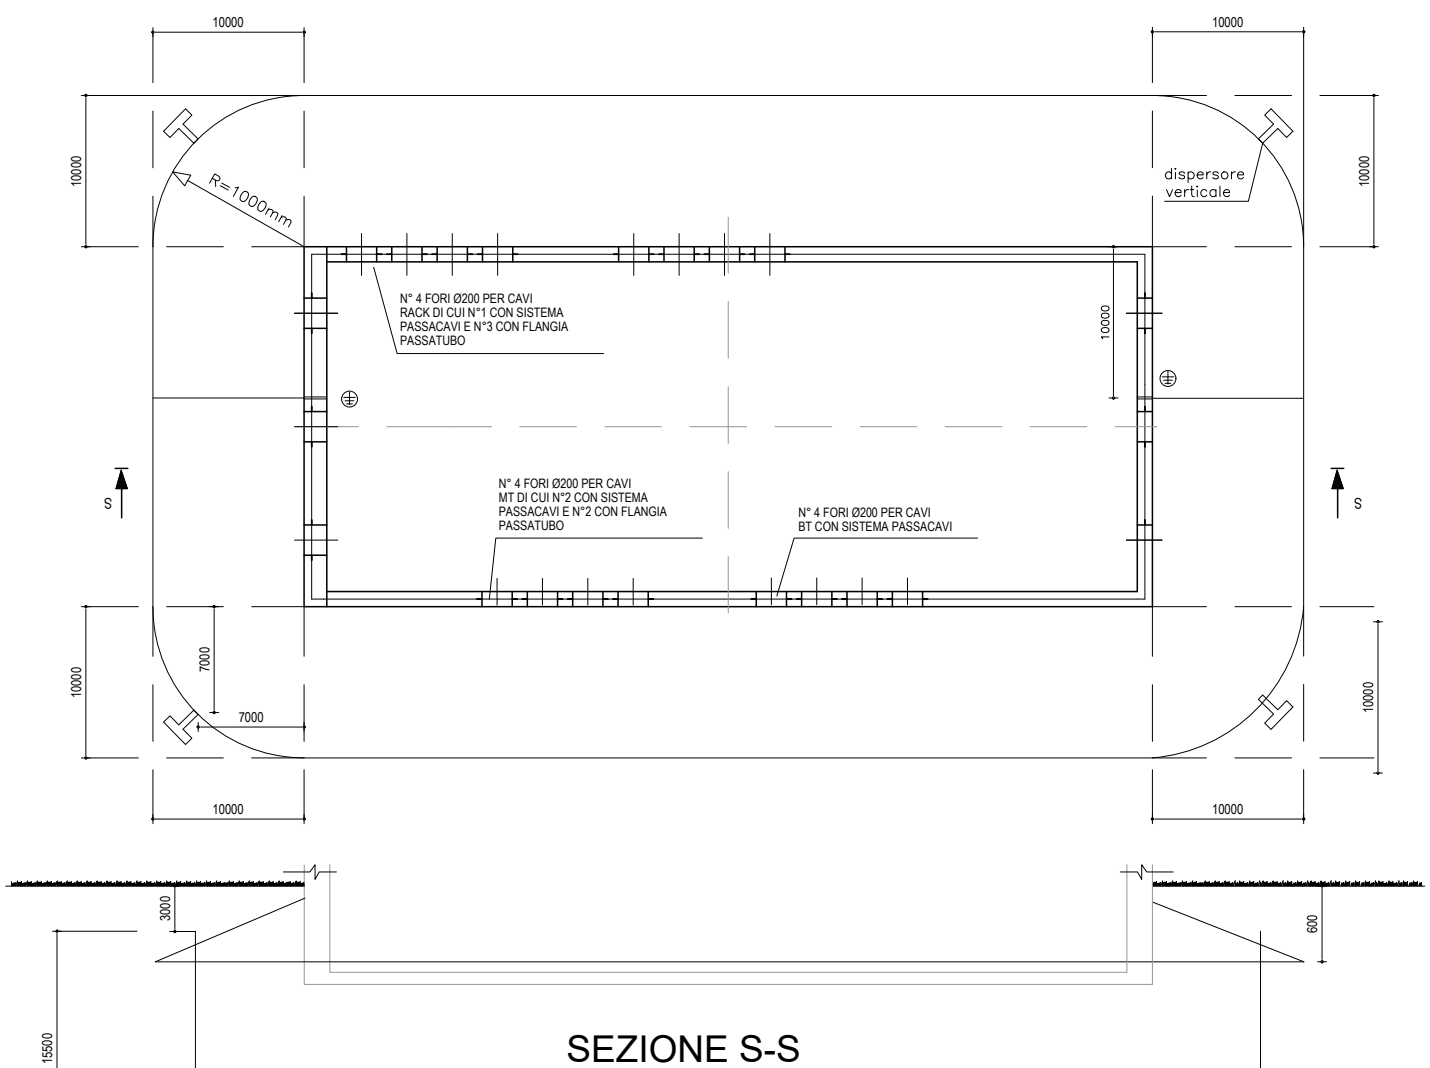 10000
10000
10000
10000
10000
R=1000mm
dispersore
verticale
N° 4 FORI Ø200 PER CAVI
RACK DI CUI N°1 CON SISTEMA
PASSACAVI E N°3 CON FLANGIA
PASSATUBO
10000
N° 4 FORI Ø200 PER CAVI
MT DI CUI N°2 CON SISTEMA
PASSACAVI E N°2 CON FLANGIA
PASSATUBO
N° 4 FORI Ø200 PER CAVI
BT CON SISTEMA PASSACAVI
S
S
7000
10000
10000
7000
10000
10000
3000
600
15500
SEZIONE S-S